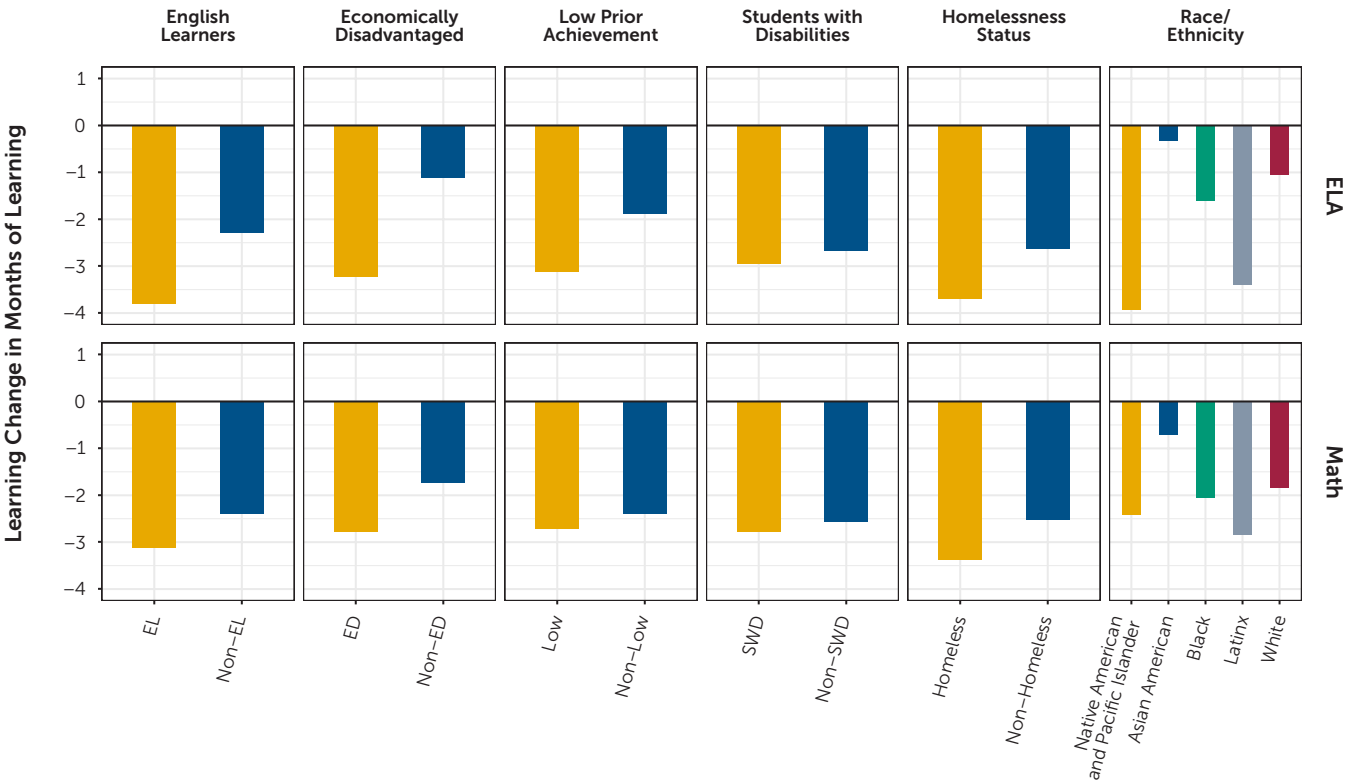 English
Learners
Economically
Disadvantaged
Low Prior
Achievement
Students with
Disabilities
Homelessness
Status
Race/
Ethnicity
Learning Change in Months of Learning
1
0
−1
−2
−3
−4
ELA
1
0
−1
−2
−3
−4
Math
EL
Non−EL
ED
Non−ED
Low
Non−Low
SWD
Non−SWD
Homeless
Non−Homeless
Native American
and Pacific Islander
Asian American
Black
Latinx
White